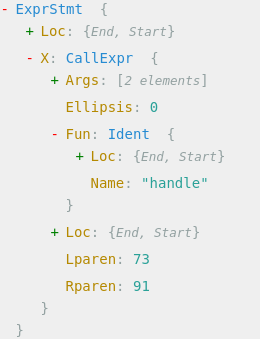 - ExprStmt {
+ Loc: {End, Start}
- X: CallExpr {
+ Args: [2 elements]
Ellipsis: 0
- Fun: Ident {
+ Loc: {End, Start}
Name: "handle"
}
+ Loc: {End, Start}
Lparen: 73
Rparen: 91
}
}